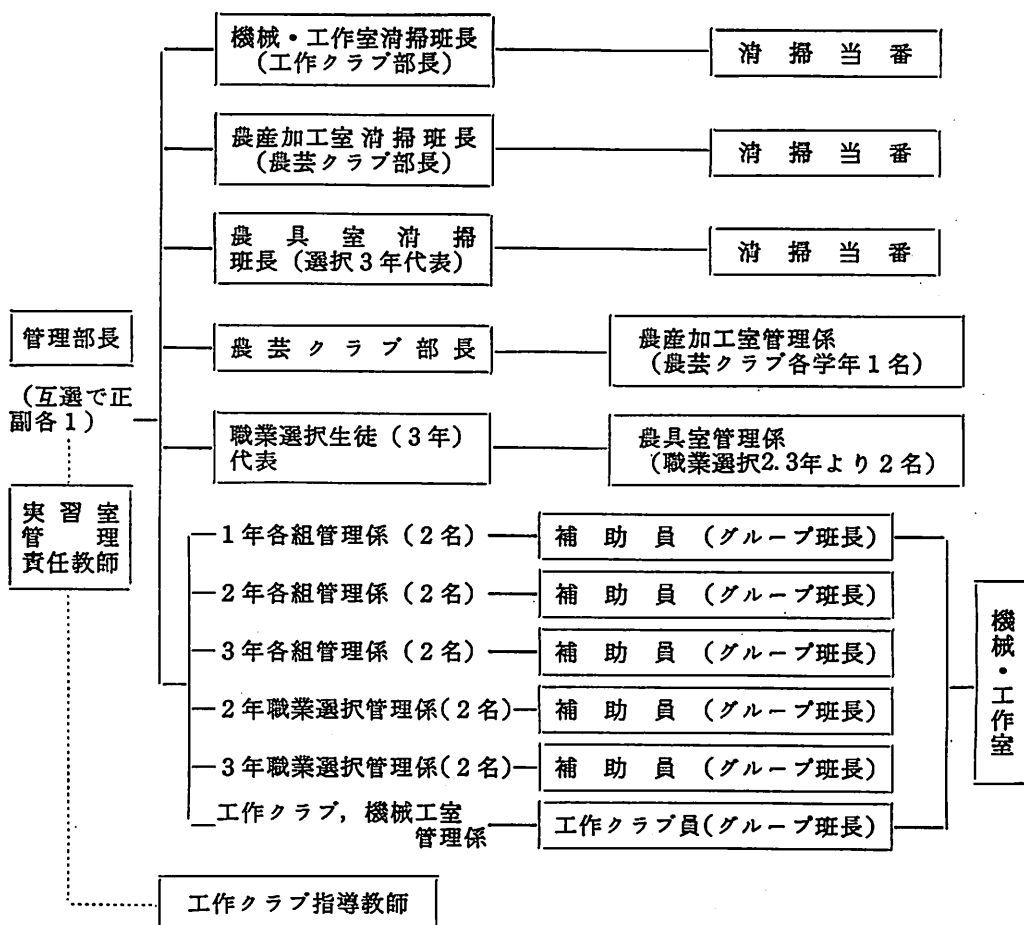 機械・工作室清掃班長
(工作クラブ部長)
清掃当番
農産加工室清掃班長
(農芸クラブ部長)
清掃当番
農具室清掃
班長(選択3年代表)
清掃当番
管理部長
(互選で正
副各1)
農芸クラブ部長
農産加工室管理係
(農芸クラブ各学年1名)
職業選択生徒(3年)
代表
農具室管理係
(職業選択2.3年より2名)
実習室
管理
責任教師
1年各組管理係(2名)
補助員(グループ班長)
2年各組管理係(2名)
補助員(グループ班長)
3年各組管理係(2名)
補助員(グループ班長)
2年職業選択管理係(2名)
補助員(グループ班長)
3年職業選択管理係(2名)
補助員(グループ班長)
工作クラブ,機械工室
管理係
工作クラブ員(グループ班長)
機械・工作室
工作クラブ指導教師